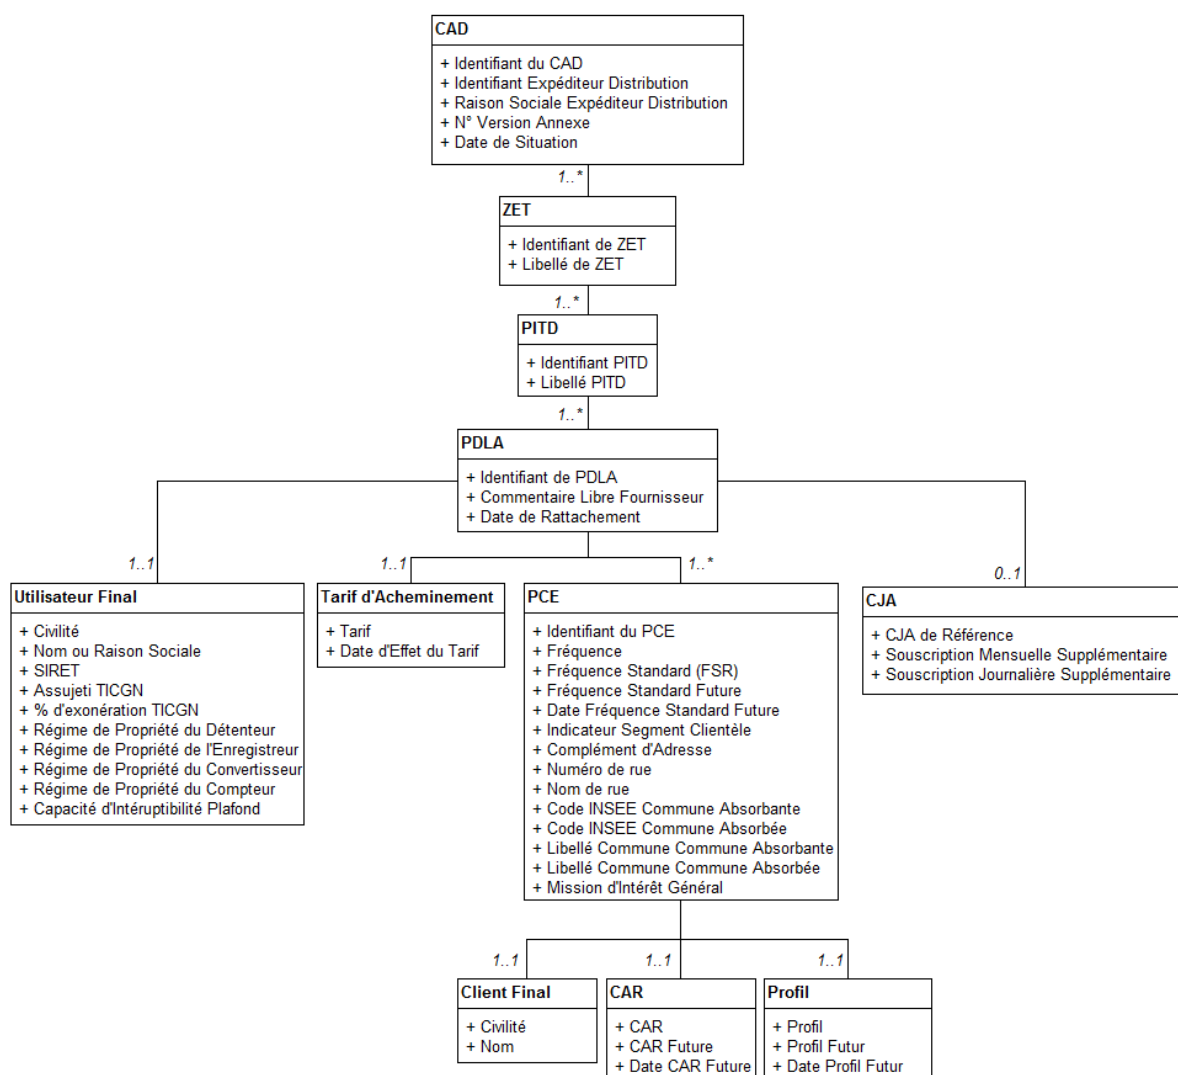 CAD
+ Identifiant du CAD
+ Identifiant Expéditeur Distribution
+ Raison Sociale Expéditeur Distribution
+ N° Version Annexe
+ Date de Situation
1..*
ZET
+ Identifiant de ZET
+ Libellé de ZET
1..*
PITD
+ Identifiant PITD
+ Libellé PITD
1..*
PDLA
+ Identifiant de PDLA
+ Commentaire Libre Fournisseur
+ Date de Rattachement
1..1
Utilisateur Final
+ Civilité
+ Nom ou Raison Sociale
+ SIRET
+ Assujeti TICGN
+ % d'exonération TICGN
+ Régime de Propriété du Détenteur
+ Régime de Propriété de l'Enregistreur
+ Régime de Propriété du Convertisseur
+ Régime de Propriété du Compteur
+ Capacité d'Intéruptibilité Plafond
1..1
Tarif d'Acheminement
+ Tarif
+ Date d'Effet du Tarif
1..*
PCE
+ Identifiant du PCE
+ Fréquence
+ Fréquence Standard (FSR)
+ Fréquence Standard Future
+ Date Fréquence Standard Future
+ Indicateur Segment Clientèle
+ Complément d'Adresse
+ Numéro de rue
+ Nom de rue
+ Code INSEE Commune Absorbante
+ Code INSEE Commune Absorbée
+ Libellé Commune Commune Absorbante
+ Libellé Commune Commune Absorbée
+ Mission d'Intérêt Général
0..1
CJA
+ CJA de Référence
+ Souscription Mensuelle Supplémentaire
+ Souscription Journalière Supplémentaire
1..1
Client Final
+ Civilité
+ Nom
1..1
CAR
+ CAR
+ CAR Future
+ Date CAR Future
1..1
Profil
+ Profil
+ Profil Futur
+ Date Profil Futur